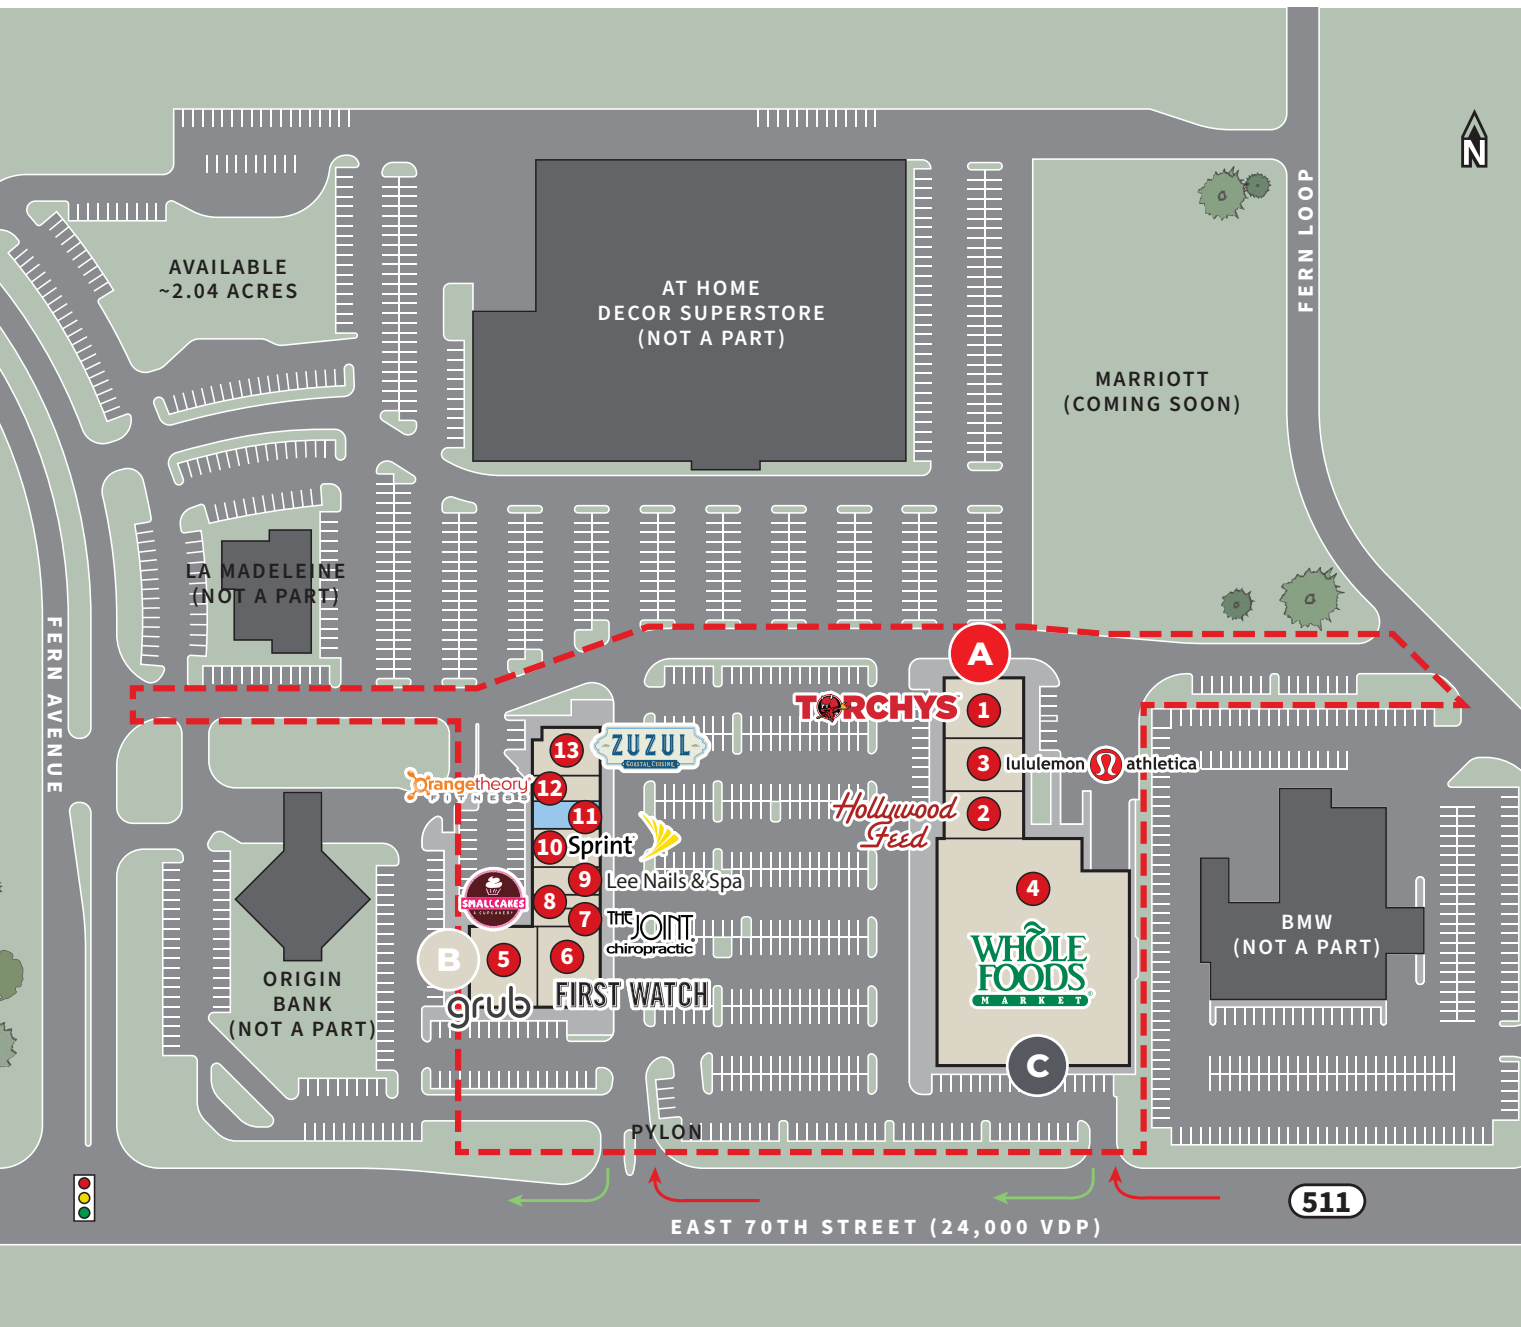 N
FERN LOOP
AVAILABLE
~2.04 ACRES
AT HOME
DECOR SUPERSTORE
(NOT A PART)
MARRIOTT
(COMING SOON)
LA MADELEINE
(NOT A PART)
FERN AVENUE
A
TORCHYS
1
13
ZUZUL
COASTAL CUISINE
3
lululemon athletica
Orangetheory
FITNESS
12
11
2
Hollywood
Feed
10
Sprint
9
Lee Nails & Spa
SMALLCAKES
A CUPCAKERY
8
7
THE JOINT
chiropractic
4
WHOLE
FOODS
MARKET
BMW
(NOT A PART)
B
5
6
grub
FIRST WATCH
ORIGIN
BANK
(NOT A PART)
C
PYLON
511
EAST 70TH STREET (24,000 VDP)